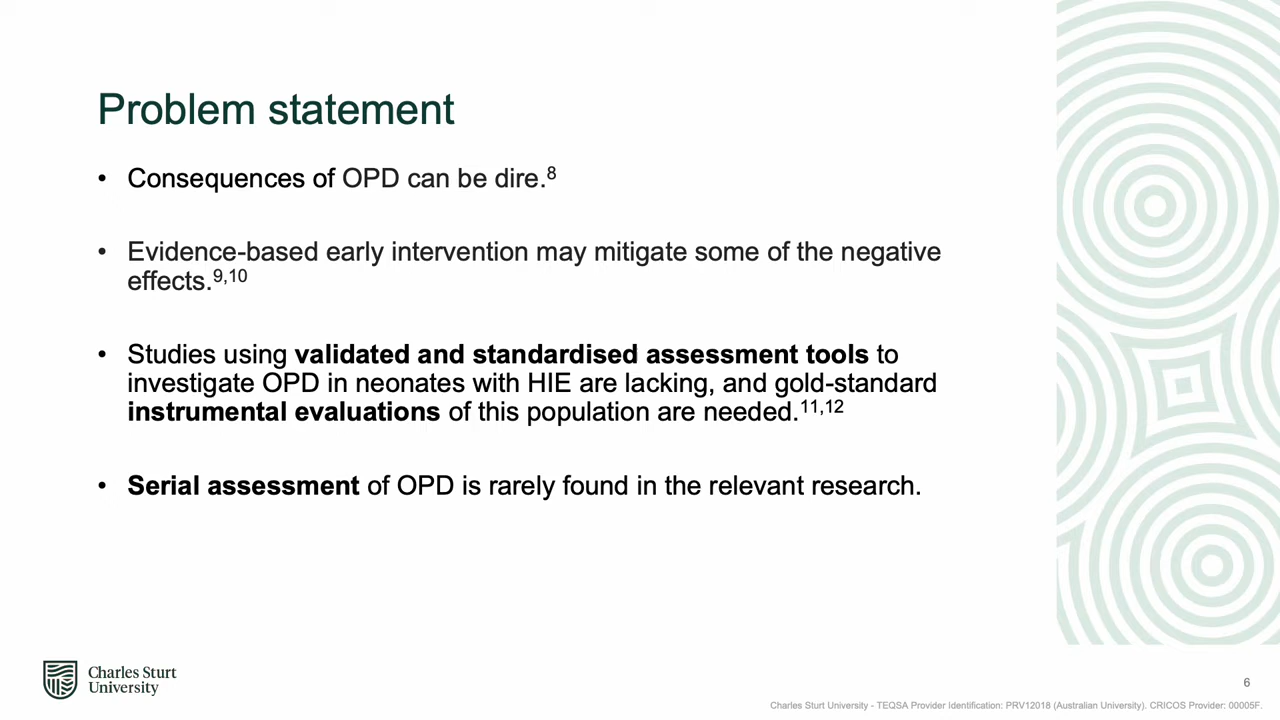 Problem statement
• Consequences of OPD can be dire.8
• Evidence-based early intervention may mitigate some of the negative
effects.9,10
• Studies using validated and standardised assessment tools to
investigate OPD in neonates with HIE are lacking, and gold-standard
instrumental evaluations of this population are needed.11,12
• Serial assessment of OPD is rarely found in the relevant research.
Charles Sturt
University
6
Charles Sturt University - TEQSA Provider Identification: PRV12018 (Australian University). CRICOS Provider: 00005F.